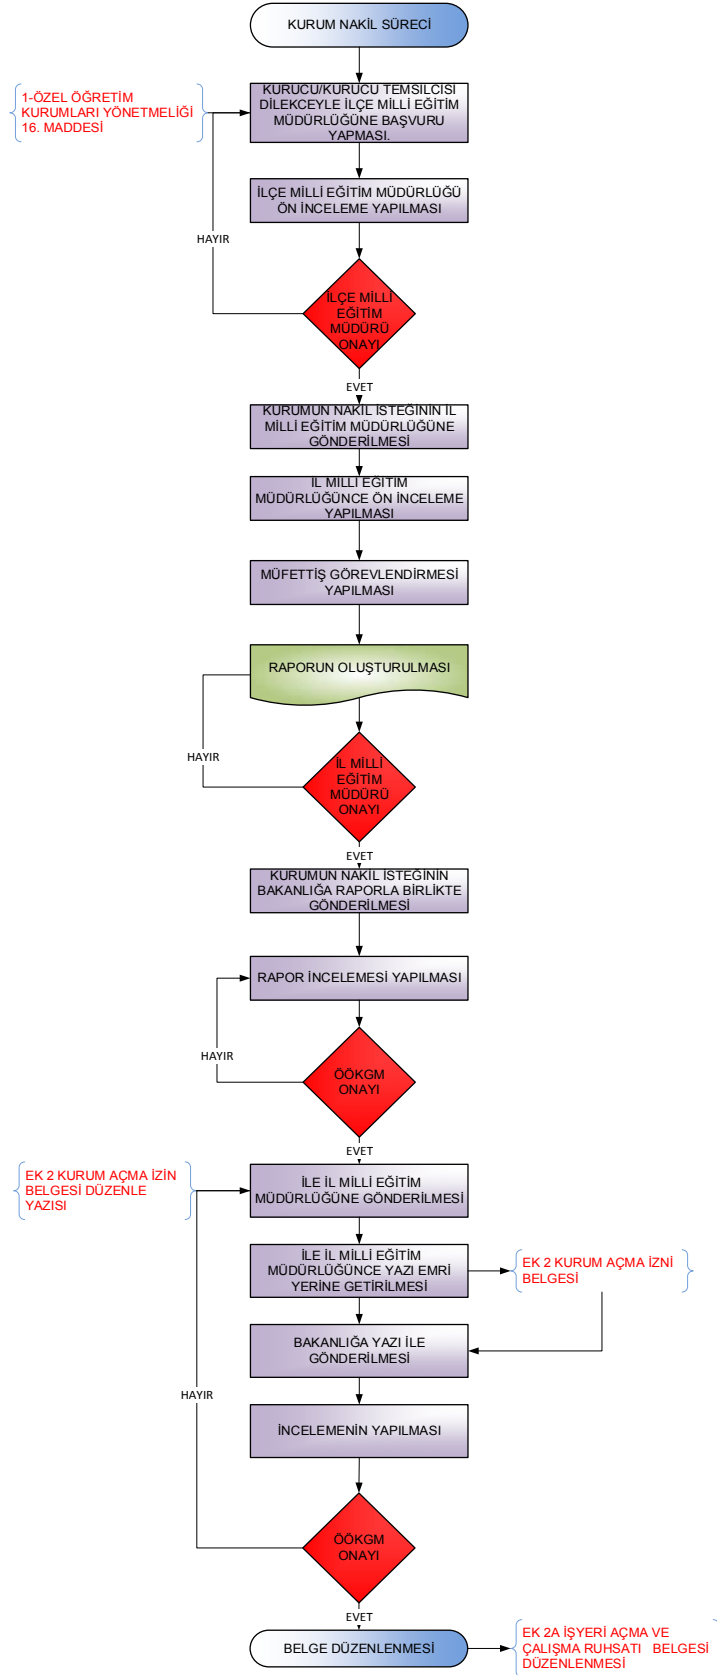 KURUM NAKİL SÜRECİ
1-ÖZEL ÖĞRETİM
KURUMLARI YÖNETMELİĞİ
16. MADDESİ
KURUCU/KURUCU TEMSİLCİSİ
DİLEKCEYLE İLÇE MİLLİ EĞİTİM
MÜDÜRLÜĞÜNE BAŞVURU
YAPMASI.
İLÇE MİLLİ EĞİTİM MÜDÜRLÜĞÜ
ÖN İNCELEME YAPILMASI
HAYIR
İLÇE MİLLİ
EĞİTİM
MÜDÜRÜ
ONAYI
EVET
KURUMUN NAKİL İSTEĞİNİN İL
MİLLİ EĞİTİM MÜDÜRLÜĞÜNE
GÖNDERİLMESİ
İL MİLLİ EĞİTİM
MÜDÜRLÜĞÜNCE ÖN İNCELEME
YAPILMASI
MÜFETTİŞ GÖREVLENDİRMESİ
YAPILMASI
RAPORUN OLUŞTURULMASI
HAYIR
İL MİLLİ
EĞİTİM
MÜDÜRÜ
ONAYI
EVET
KURUMUN NAKİL İSTEĞİNİN
BAKANLIĞA RAPORLA BİRLİKTE
GÖNDERİLMESİ
RAPOR İNCELEMESİ YAPILMASI
HAYIR
ÖÖKGM
ONAYI
EVET
EK 2 KURUM AÇMA İZİN
BELGESİ DÜZENLE
YAZISI
İLE İL MİLLİ EĞİTİM
MÜDÜRLÜĞÜNE GÖNDERİLMESİ
İLE İL MİLLİ EĞİTİM
MÜDÜRLÜĞÜNCE YAZI EMRİ
YERİNE GETİRİLMESİ
EK 2 KURUM AÇMA İZNİ
BELGESİ
BAKANLIĞA YAZI İLE
GÖNDERİLMESİ
HAYIR
İNCELEMENİN YAPILMASI
ÖÖKGM
ONAYI
EVET
BELGE DÜZENLENMESİ
EK 2A İŞYERİ AÇMA VE
ÇALIŞMA RUHSATI BELGESİ
DÜZENLENMESİ